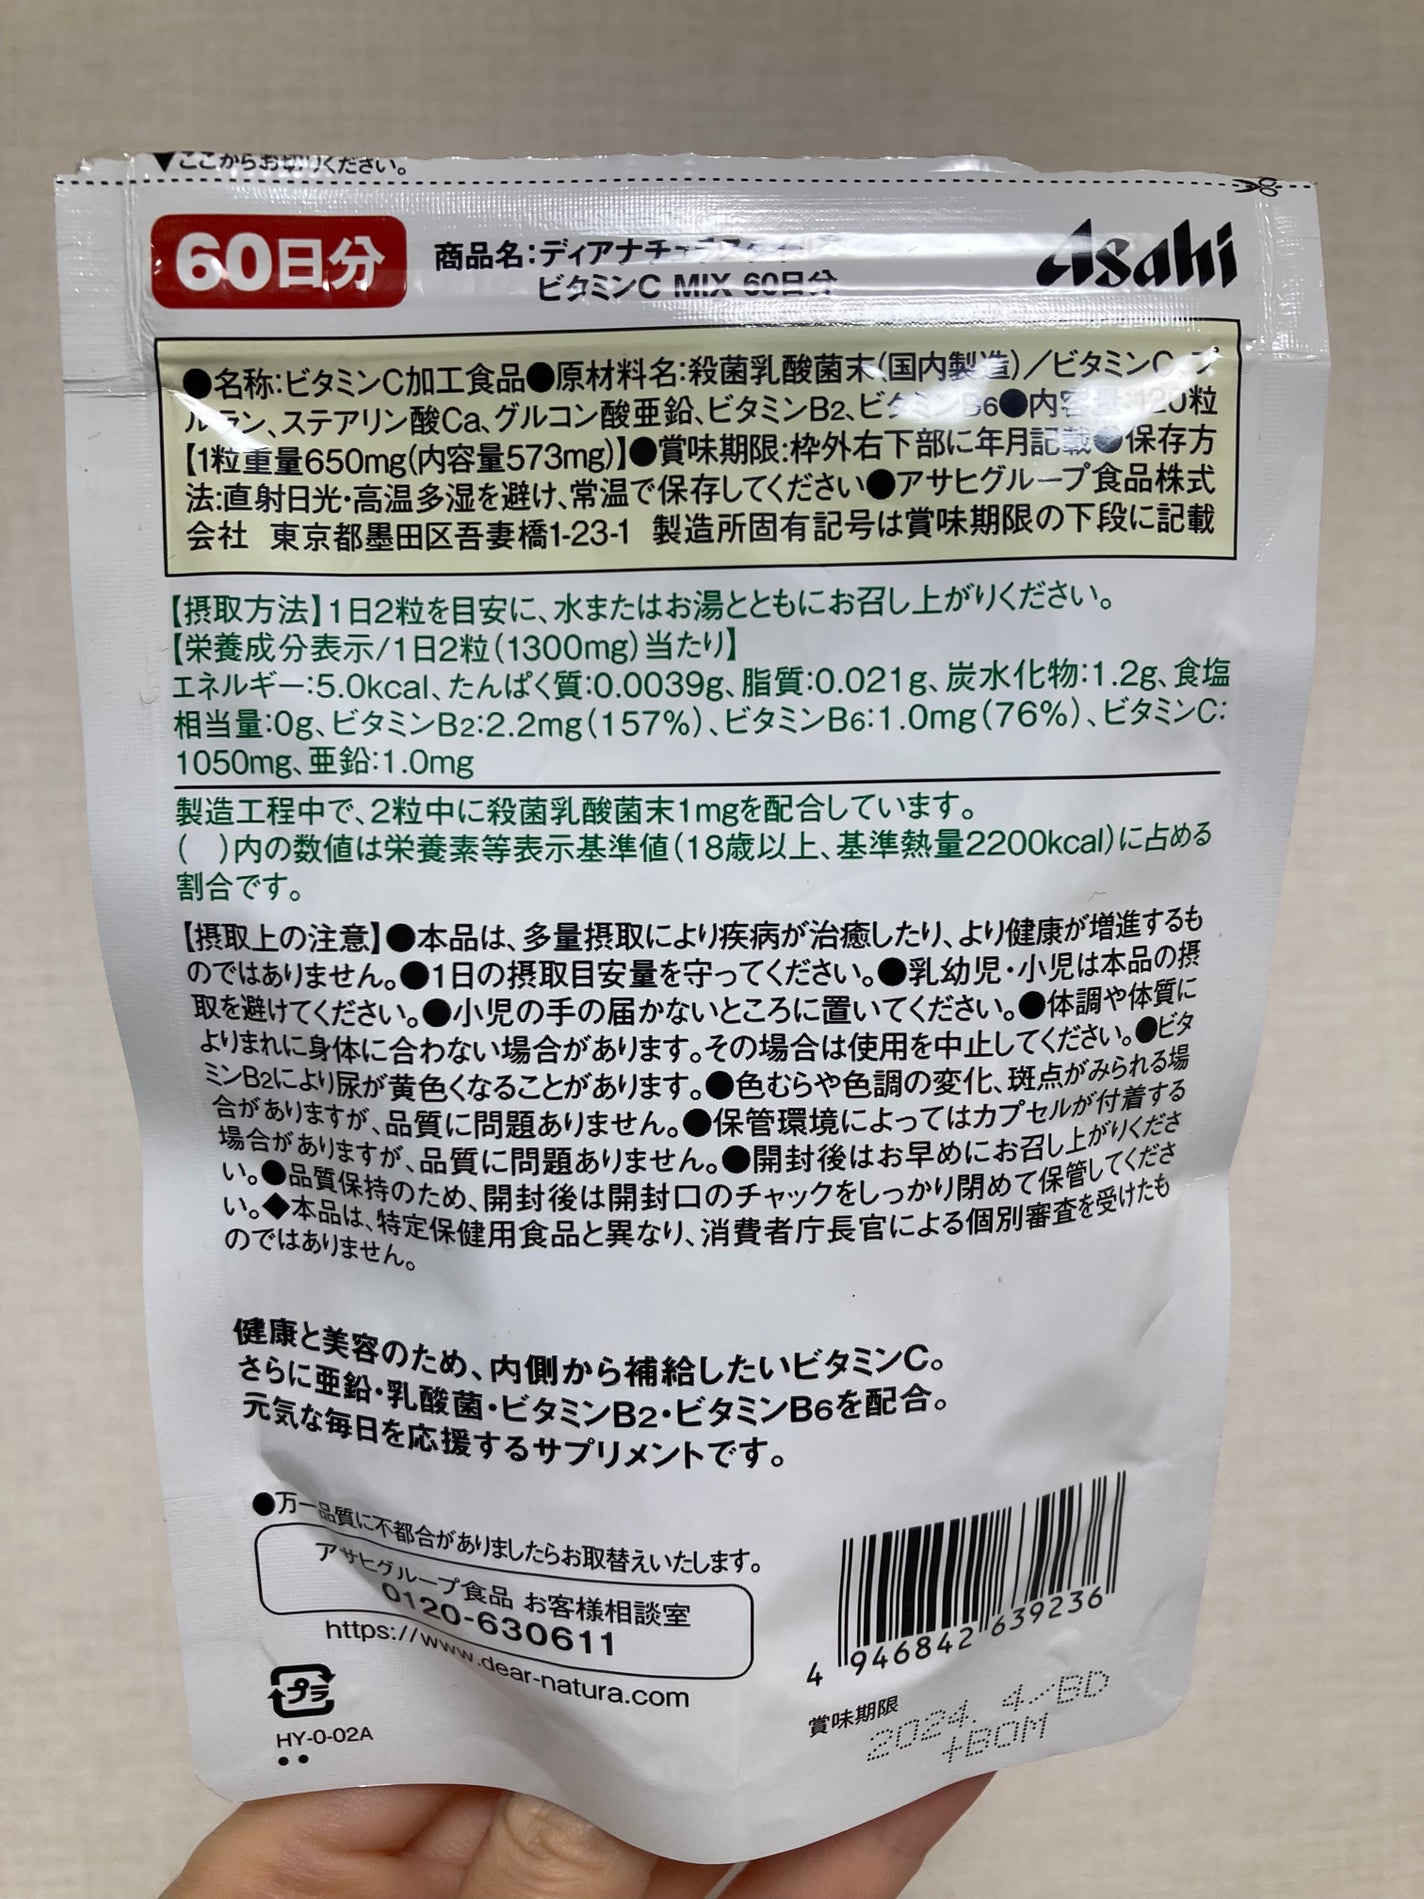 ▼ここからお切りください。
60日分
商品名:ディアナチュラスタイル
ビタミンC MIX 60日分
Asahi
●名称:ビタミンC加工食品●原材料名:殺菌乳酸菌末(国内製造)/ビタミンC、プ
ルラン、ステアリン酸Ca、グルコン酸亜鉛、ビタミンB2、ビタミンB6●内容量:120粒
【1粒重量650mg(内容量573mg)】●賞味期限:枠外右下部に年月記載●保存方
法:直射日光・高温多湿を避け、常温で保存してください●アサヒグループ食品株式
会社 東京都墨田区吾妻橋1-23-1 製造所固有記号は賞味期限の下段に記載
【摂取方法】1日2粒を目安に、水またはお湯とともにお召し上がりください。
【栄養成分表示/1日2粒(1300mg)当たり】
エネルギー:5.0kcal、たんぱく質:0.0039g、脂質:0.021g、炭水化物:1.2g、食塩
相当量:0g、ビタミンB2:2.2mg(157%)、ビタミンB6:1.0mg(76%)、ビタミンC:
1050mg、亜鉛:1.0mg
製造工程中で、2粒中に殺菌乳酸菌末1mgを配合しています。
( )内の数値は栄養素等表示基準値(18歳以上、基準熱量2200kcal)に占める
割合です。
【摂取上の注意】●本品は、多量摂取により疾病が治癒したり、より健康が増進するも
のではありません。●1日の摂取目安量を守ってください。●乳幼児・小児は本品の摂
取を避けてください。●小児の手の届かないところに置いてください。●体調や体質に
よりまれに身体に合わない場合があります。その場合は使用を中止してください。●ビタ
ミンB2により尿が黄色くなることがあります。●色むらや色調の変化、斑点がみられる場
合がありますが、品質に問題ありません。●保管環境によってはカプセルが付着する
場合がありますが、品質に問題ありません。●開封後はお早めにお召し上がりくださ
い。●品質保持のため、開封後は開封口のチャックをしっかり閉めて保管してくださ
い。◆本品は、特定保健用食品と異なり、消費者庁長官による個別審査を受けたも
のではありません。
健康と美容のため、内側から補給したいビタミンC。
さらに亜鉛・乳酸菌・ビタミンB2・ビタミンB6を配合。
元気な毎日を応援するサプリメントです。
●万一品質に不都合がありましたらお取替えいたします。
アサヒグループ食品 お客様相談室
0120-630611
https://www.dear-natura.com
プラ
HY-0-02A
4 946842 639236
賞味期限
2024. 4/BD
+BOM